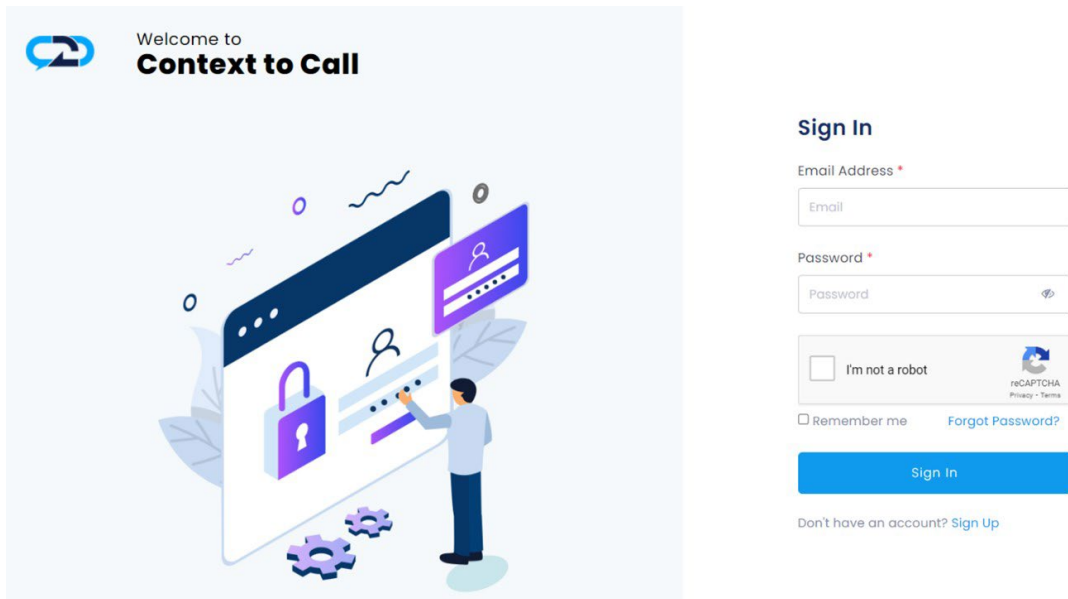 Welcome to
Context to Call
Sign In
Email Address *
Email
Password *
Password
I'm not a robot
reCAPTCHA
Privacy - Terms
Remember me Forgot Password?
Sign In
Don't have an account? Sign Up